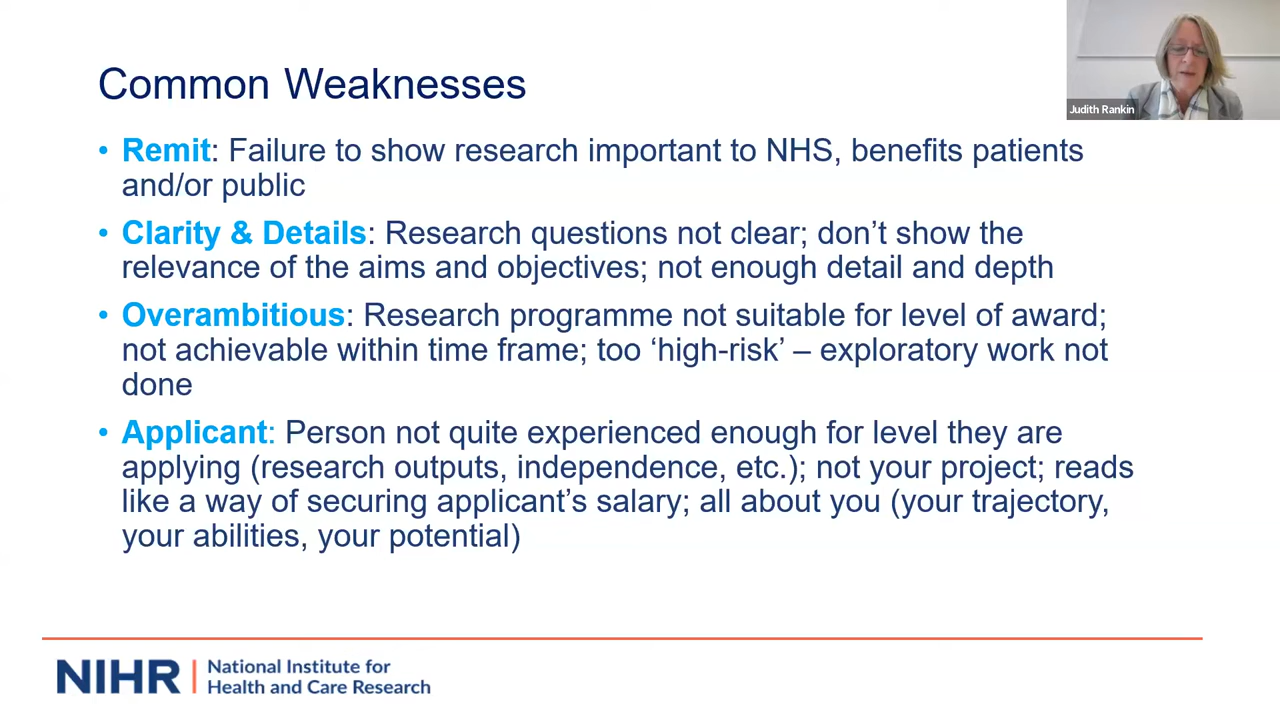 Common Weaknesses
Judith Rankin
• Remit: Failure to show research important to NHS, benefits patients
and/or public
• Clarity & Details: Research questions not clear; don’t show the
relevance of the aims and objectives; not enough detail and depth
• Overambitious: Research programme not suitable for level of award;
not achievable within time frame; too ‘high-risk’ – exploratory work not
done
• Applicant: Person not quite experienced enough for level they are
applying (research outputs, independence, etc.); not your project; reads
like a way of securing applicant’s salary; all about you (your trajectory,
your abilities, your potential)
NIHR | National Institute for
Health and Care Research